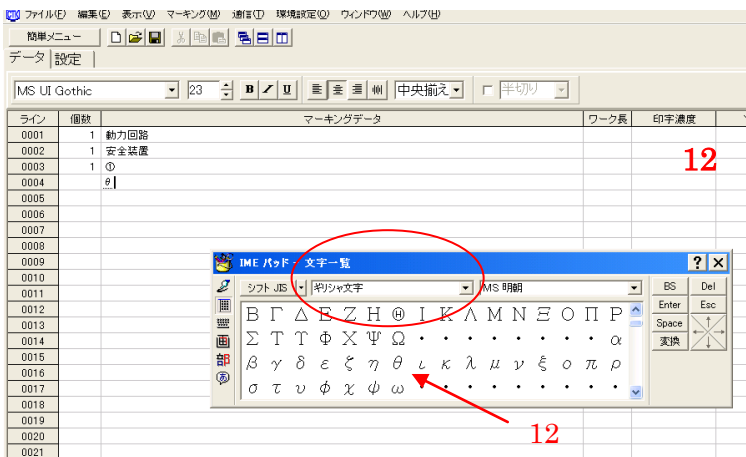 ファイル(F) 編集(E) 表示(V) マーキング(M) 通信(T) 環境設定(O) ウィンドウ(W) ヘルプ(H)
簡単メニュー
データ 設定
MS UI Gothic 23 B I U 中央揃え 半切り
ライン 個数 マーキングデータ ワーク長 印字濃度
0001 1 動力回路
0002 1 安全装置
12
0003 1 ①
0004 θ
0005
0006
0007
0008
0009
0010
0011
0012
0013
0014
0015
0016
0017
0018
0019
0020
0021
IME パッド - 文字一覧
シフト JIS ギリシャ文字 MS 明朝
Β Γ Δ Ε Ζ Η Θ Ι Κ Λ Μ Ν Ξ Ο Π Ρ
Σ Τ Υ Φ Χ Ψ Ω ・ ・ ・ ・ ・ ・ ・ ・ α
β γ δ ε ζ η θ ι κ λ μ ν ξ ο π ρ
σ τ υ φ χ ψ ω ・ ・ ・ ・ ・ ・ ・ ・ ・
部
BS Del
Enter Esc
Space
変換
12